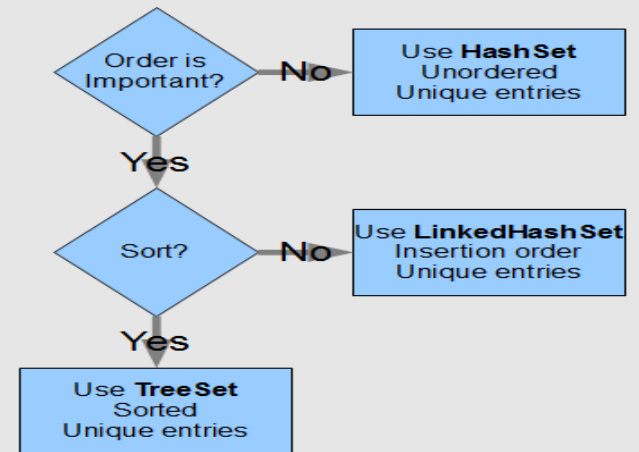 Order is
Important?
No
Use HashSet
Unordered
Unique entries
Yes
Sort?
No
Use LinkedHashSet
Insertion order
Unique entries
Yes
Use TreeSet
Sorted
Unique entries